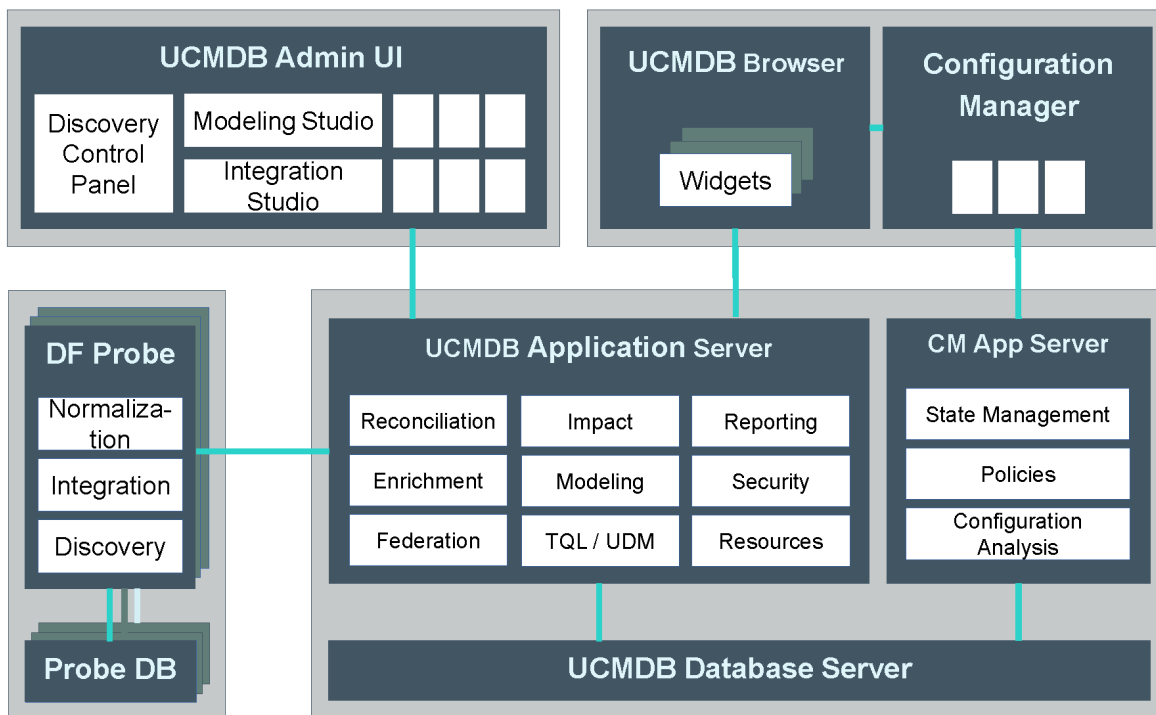 UCMDB Admin UI
Discovery
Control
Panel
Modeling Studio
Integration
Studio
UCMDB Browser
Widgets
Configuration
Manager
DF Probe
Normaliza-
tion
Integration
Discovery
Probe DB
UCMDB Application Server
Reconciliation
Impact
Reporting
Enrichment
Modeling
Security
Federation
TQL / UDM
Resources
CM App Server
State Management
Policies
Configuration
Analysis
UCMDB Database Server